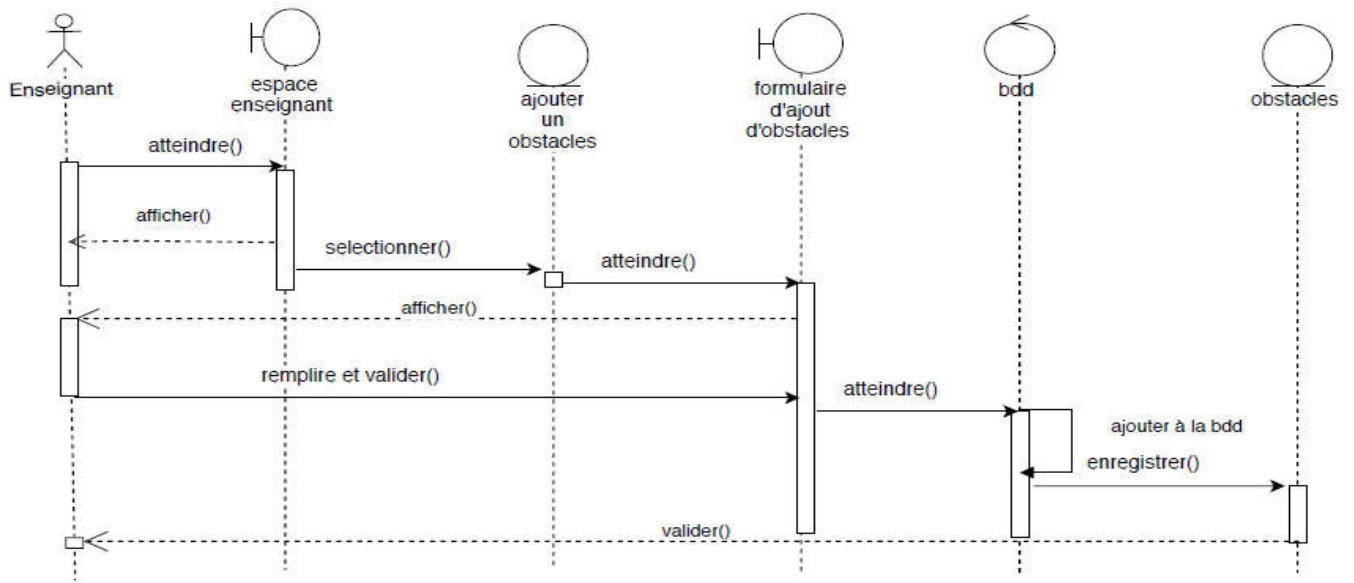 Enseignant
espace
enseignant
ajouter
un
obstacles
formulaire
d'ajout
d'obstacles
bdd
obstacles
atteindre()
afficher()
selectionner()
atteindre()
afficher()
remplire et valider()
atteindre()
ajouter à la bdd
enregistrer()
valider()